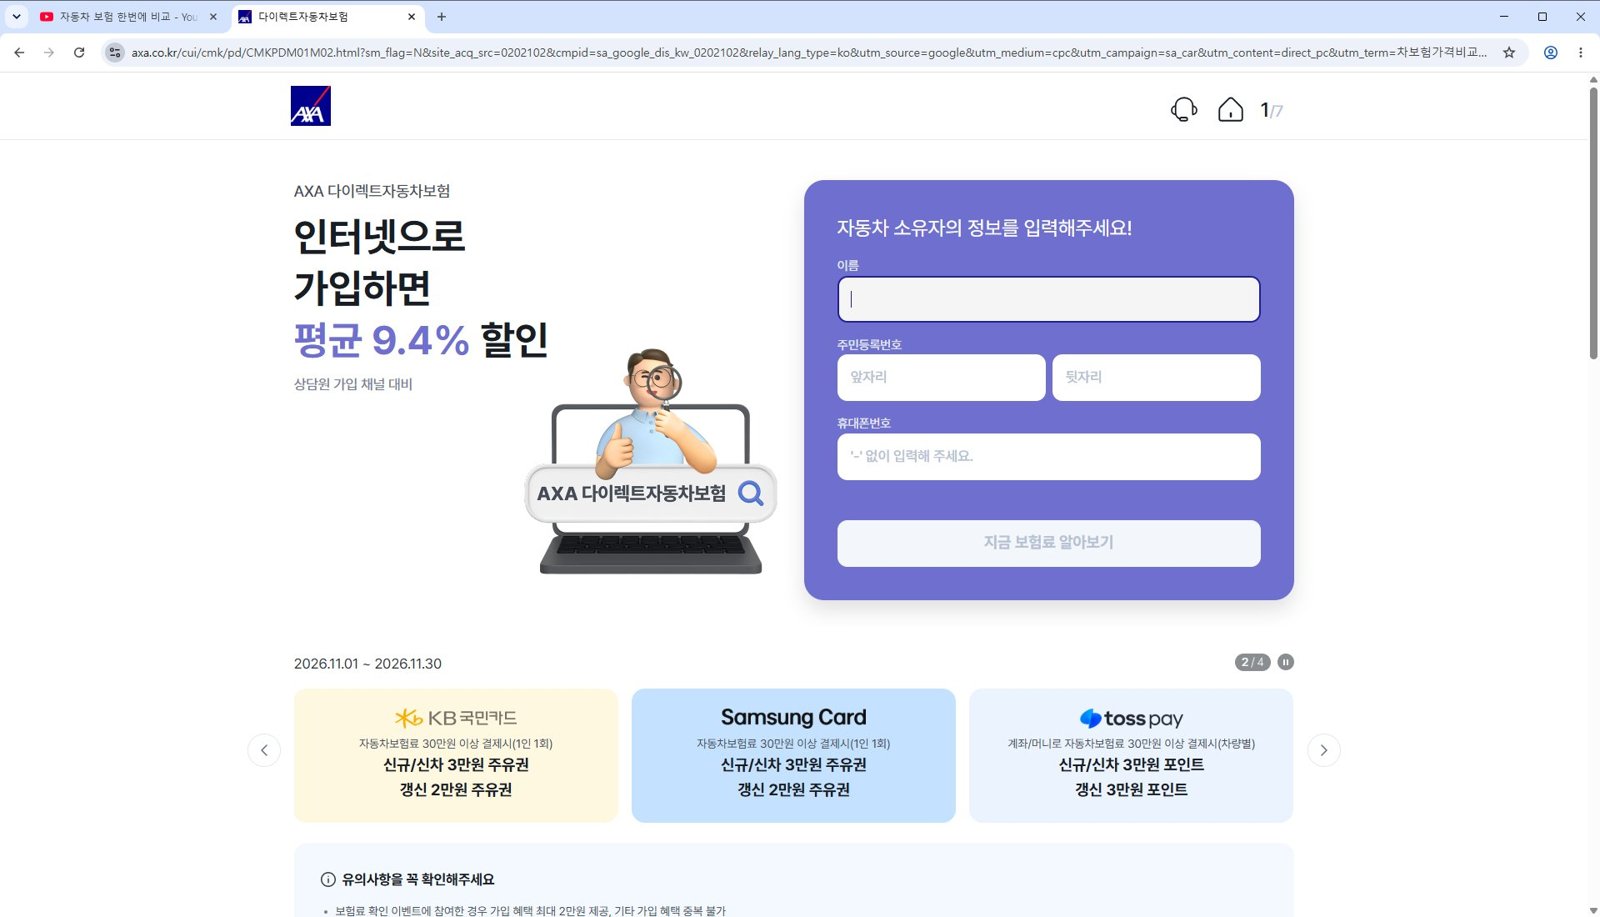 자동차 보험 한번에 비교 - You
다이렉트자동차보험
axa.co.kr/cui/cmk/pd/CMKPDM01M02.html?sm_flag=N&site_acq_src=0202102&cmpid=sa_google_dis_kw_0202102&relay_lang_type=ko&utm_source=google&utm_medium=cpc&utm_campaign=sa_car&utm_content=direct_pc&utm_term=차보험가격비교...
AXA
1/7
AXA 다이렉트자동차보험
인터넷으로
가입하면
평균 9.4% 할인
상담원 가입 채널 대비
AXA 다이렉트자동차보험
자동차 소유자의 정보를 입력해주세요!
이름
주민등록번호
앞자리
뒷자리
휴대폰번호
'-' 없이 입력해 주세요.
지금 보험료 알아보기
2026.11.01 ~ 2026.11.30
2 / 4
KB 국민카드
자동차보험료 30만원 이상 결제시(1인 1회)
신규/신차 3만원 주유권
갱신 2만원 주유권
Samsung Card
자동차보험료 30만원 이상 결제시(1인 1회)
신규/신차 3만원 주유권
갱신 2만원 주유권
toss pay
계좌/머니로 자동차보험료 30만원 이상 결제시(차량별)
신규/신차 3만원 포인트
갱신 3만원 포인트
유의사항을 꼭 확인해주세요
• 보험료 확인 이벤트에 참여한 경우 가입 혜택 최대 2만원 제공, 기타 가입 혜택 중복 불가